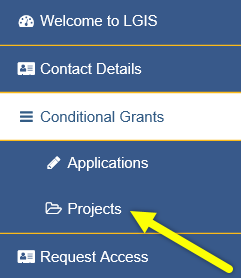 Welcome to LGIS
Contact Details
Conditional Grants
Applications
Projects
Request Access